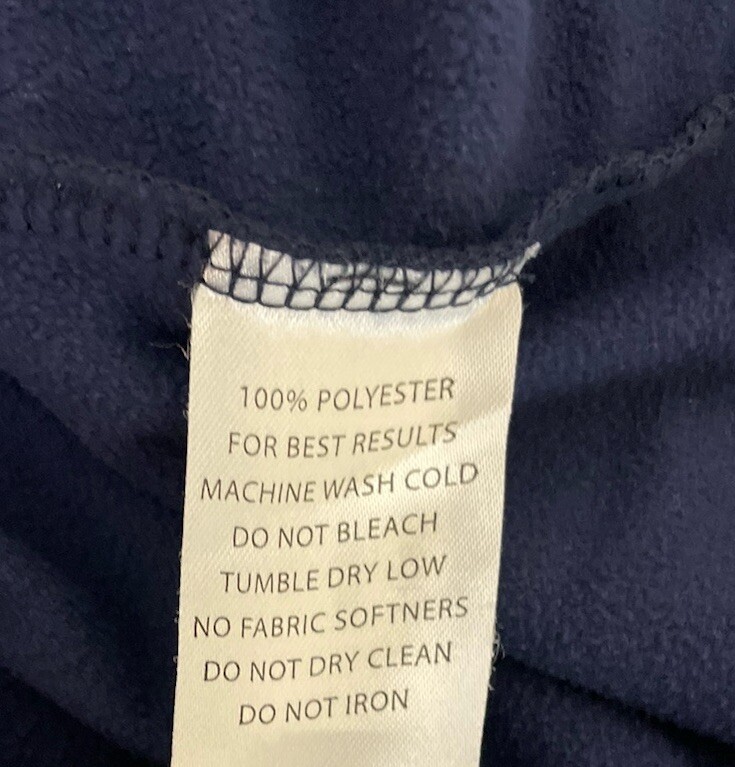 100% POLYESTER
FOR BEST RESULTS
MACHINE WASH COLD
DO NOT BLEACH
TUMBLE DRY LOW
NO FABRIC SOFTNERS
DO NOT DRY CLEAN
DO NOT IRON